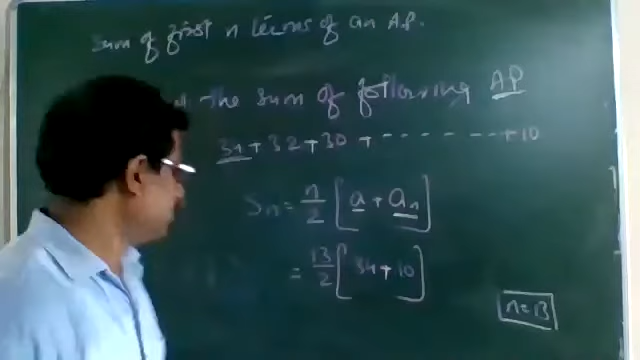 Sum of first n terms of an A.P.
the sum of following AP
34 + 32 + 30 + - - - - - - - + 10
Sn = n/2 [a + an]
= 13/2 [34 + 10]
n=13